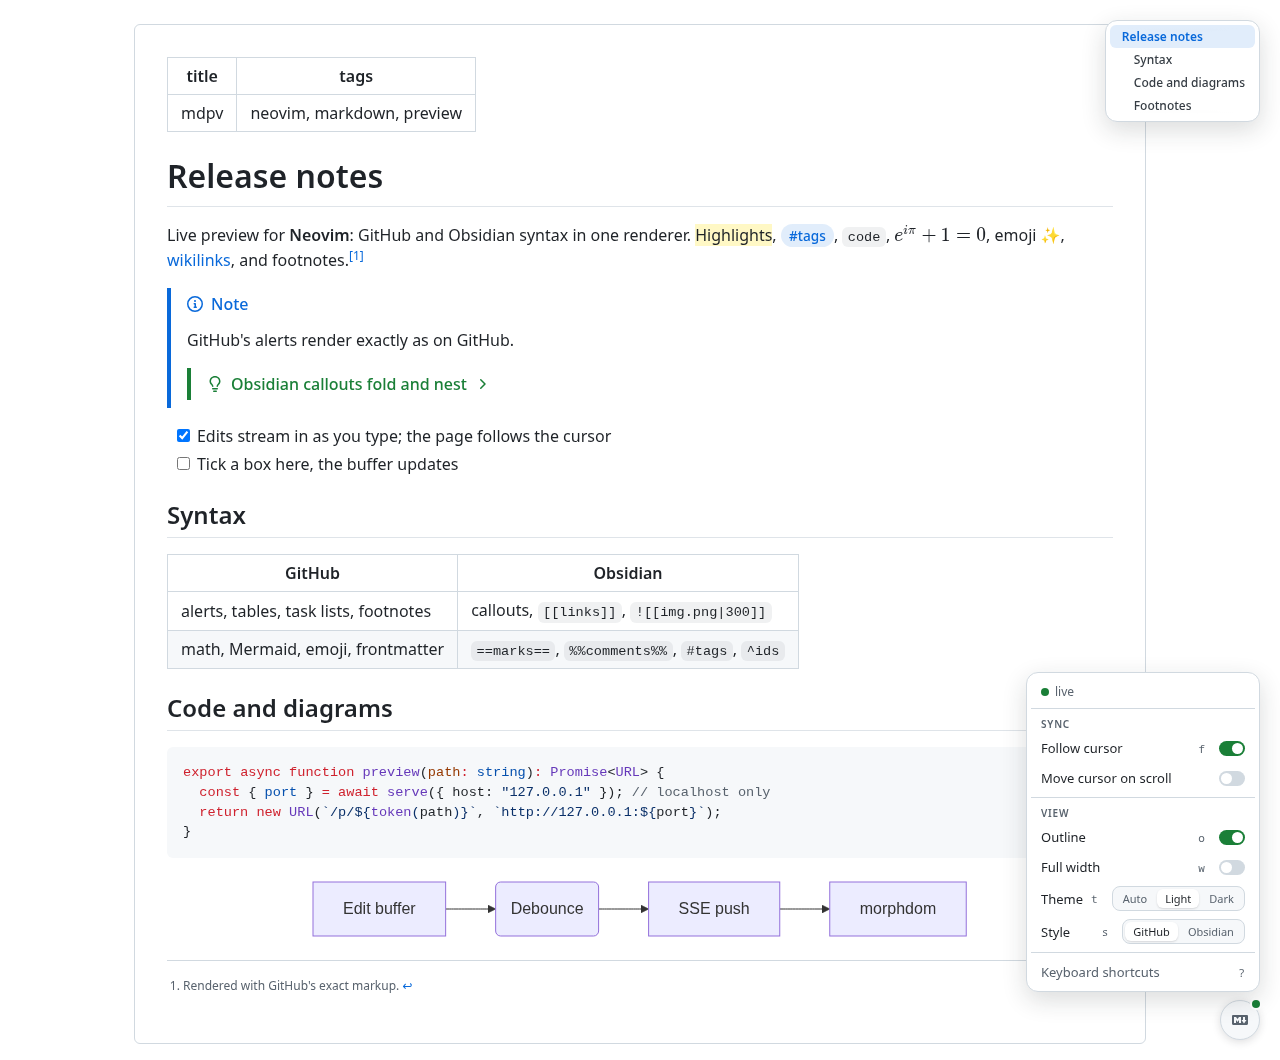 title tags
mdpv neovim, markdown, preview
Release notes
Live preview for Neovim: GitHub and Obsidian syntax in one renderer. Highlights, #tags, code, e^{iπ} + 1 = 0, emoji ✨,
wikilinks, and footnotes.[1]
Note
GitHub's alerts render exactly as on GitHub.
Obsidian callouts fold and nest
Edits stream in as you type; the page follows the cursor
Tick a box here, the buffer updates
Syntax
GitHub Obsidian
alerts, tables, task lists, footnotes callouts, [[links]], ![[img.png|300]]
math, Mermaid, emoji, frontmatter ==marks==, %%comments%%, #tags, ^ids
Code and diagrams
export async function preview(path: string): Promise<URL> {
const { port } = await serve({ host: "127.0.0.1" }); // localhost only
return new URL(`/p/${token(path)}`, `http://127.0.0.1:${port}`);
}
Edit buffer Debounce SSE push morphdom
1. Rendered with GitHub's exact markup. ↩
Release notes
Syntax
Code and diagrams
Footnotes
live
SYNC
Follow cursor f
Move cursor on scroll
VIEW
Outline o
Full width w
Theme t Auto Light Dark
Style s GitHub Obsidian
Keyboard shortcuts ?
M